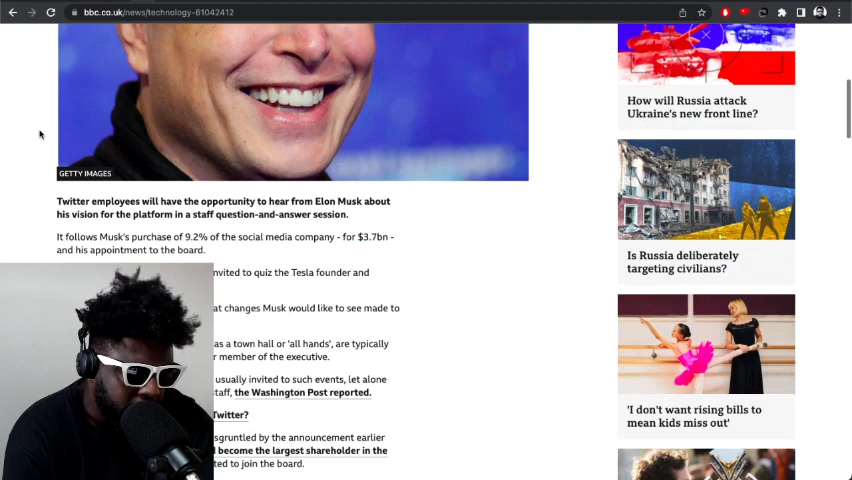 bbc.co.uk/news/technology-61042412
GETTY IMAGES
Twitter employees will have the opportunity to hear from Elon Musk about
his vision for the platform in a staff question-and-answer session.
It follows Musk's purchase of 9.2% of the social media company - for $3.7bn -
and his appointment to the board.
nvited to quiz the Tesla founder and
at changes Musk would like to see made to
as a town hall or 'all hands', are typically
r member of the executive.
usually invited to such events, let alone
staff, the Washington Post reported.
Twitter?
sgruntled by the announcement earlier
become the largest shareholder in the
ted to join the board.
How will Russia attack
Ukraine's new front line?
Is Russia deliberately
targeting civilians?
'I don't want rising bills to
mean kids miss out'